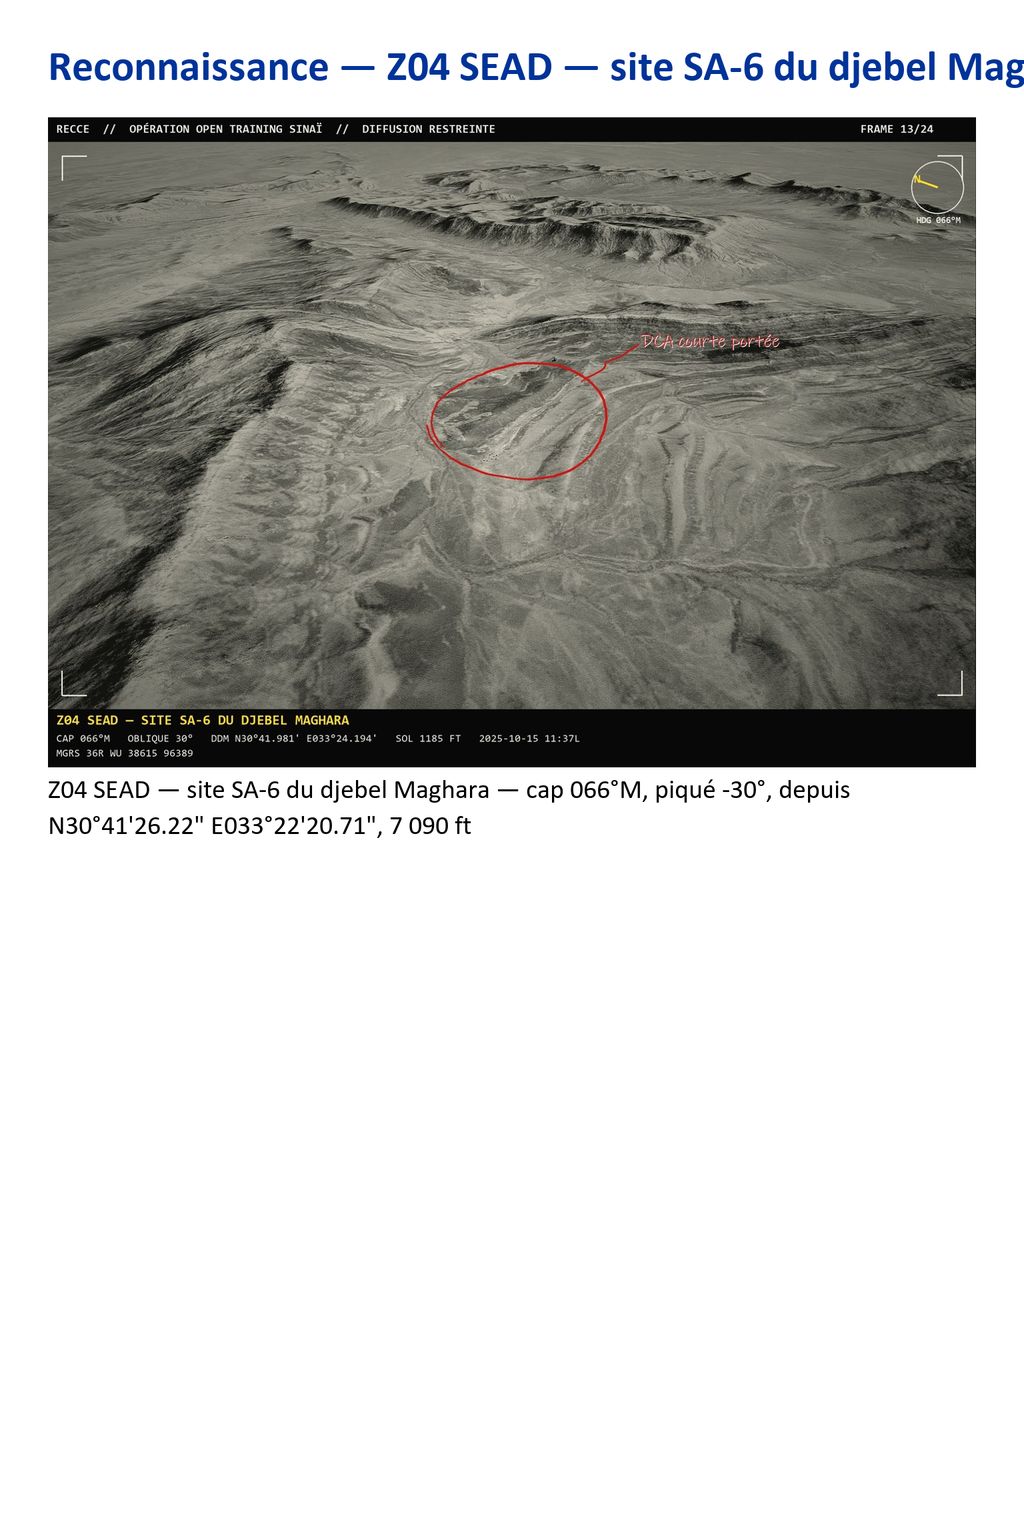 Reconnaissance — Z04 SEAD — site SA-6 du djebel Mag
RECCE // OPÉRATION OPEN TRAINING SINAÏ // DIFFUSION RESTREINTE FRAME 13/24
N
HDG 066°M
DCA courte portée
Z04 SEAD — SITE SA-6 DU DJEBEL MAGHARA
CAP 066°M OBLIQUE 30° DDM N30°41.981' E033°24.194' SOL 1185 FT 2025-10-15 11:37L
MGRS 36R WU 38615 96389
Z04 SEAD — site SA-6 du djebel Maghara — cap 066°M, piqué -30°, depuis
N30°41'26.22" E033°22'20.71", 7 090 ft